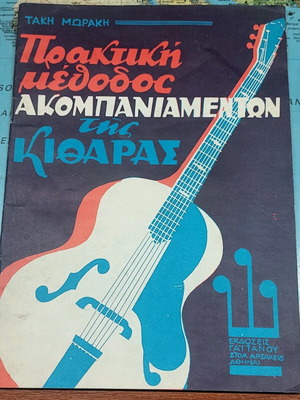 ΤΑΚΗ ΜΩΡΑΚΗ
Πρακτική
μέθοδος
ΑΚΟΜΠΑΝΙΑΜΕΝΤΩΝ
της
ΚΙΘΑΡΑΣ
ΕΚΔΟΣΕΙΣ
ΓΑΪΤΑΝΟΥ
ΣΤΟΑ ΑΡΣΑΚΕΙΟΥ
ΑΘΗΝΑΙ